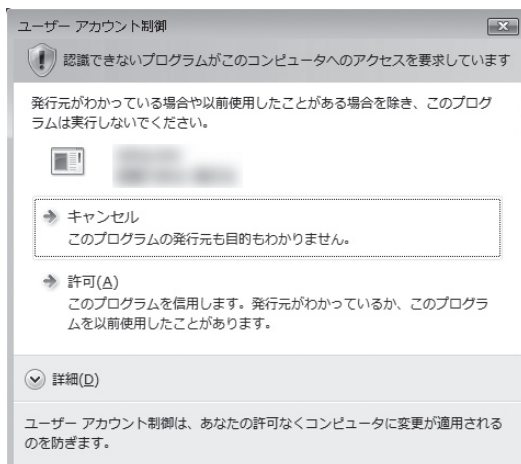 ユーザー アカウント制御
認識できないプログラムがこのコンピュータへのアクセスを要求しています
発行元がわかっている場合や以前使用したことがある場合を除き、このプログ
ラムは実行しないでください。
キャンセル
このプログラムの発行元も目的もわかりません。
許可(A)
このプログラムを信用します。発行元がわかっているか、このプログラ
ムを以前使用したことがあります。
詳細(D)
ユーザー アカウント制御は、あなたの許可なくコンピュータに変更が適用される
のを防ぎます。